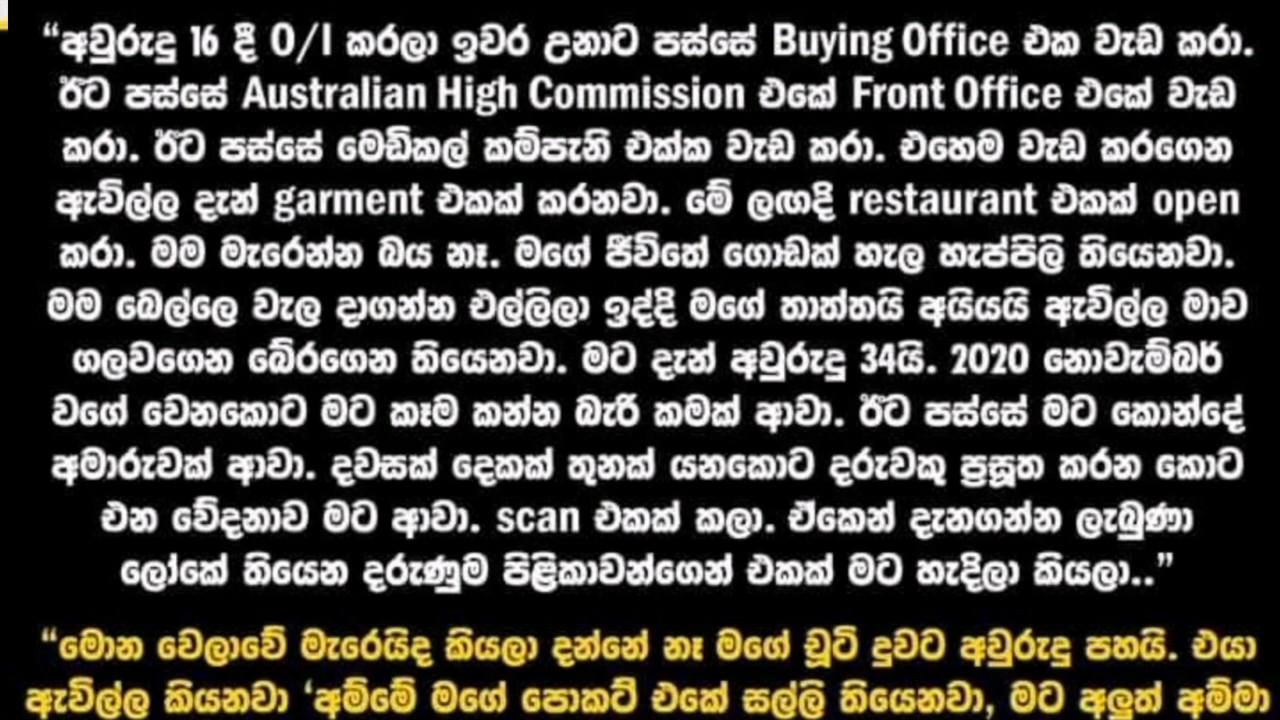 “අවුරුදු 16 දී O/l කරලා ඉවර උනාට පස්සේ Buying Office එක වැඩ කරා.
ඊට පස්සේ Australian High Commission එකේ Front Office එකේ වැඩ
කරා. ඊට පස්සේ මෙඩිකල් කම්පැනි එක්ක වැඩ කරා. එහෙම වැඩ කරගෙන
ඇවිල්ල දැන් garment එකක් කරනවා. මේ ලඟදි restaurant එකක් open
කරා. මම මැරෙන්න බය නෑ. මගේ ජීවිතේ ගොඩක් හැල හැප්පිලි තියෙනවා.
මම බෙල්ලෙ වැල දාගන්න එල්ලිලා ඉද්දි මගේ තාත්තයි අයියයි ඇවිල්ල මාව
ගලවගෙන බේරගෙන තියෙනවා. මට දැන් අවුරුදු 34යි. 2020 නොවැම්බර්
වගේ වෙනකොට මට කෑම කන්න බැරි කමක් ආවා. ඊට පස්සේ මට කොන්දේ
අමාරුවක් ආවා. දවසක් දෙකක් තුනක් යනකොට දරුවකු ප්‍රසූත කරන කොට
එන වේදනාව මට ආවා. scan එකක් කලා. ඒකෙන් දැනගන්න ලැබුණා
ලෝකේ තියෙන දරුණුම පිළිකාවන්ගෙන් එකක් මට හැදිලා කියලා..”
“මොන වෙලාවේ මැරෙයිද කියලා දන්නේ නෑ මගේ චූටි දුවට අවුරුදු පහයි. එයා
ඇවිල්ල කියනවා ‘අම්මේ මගේ පොකට් එකේ සල්ලි තියෙනවා, මට අලුත් අම්මා